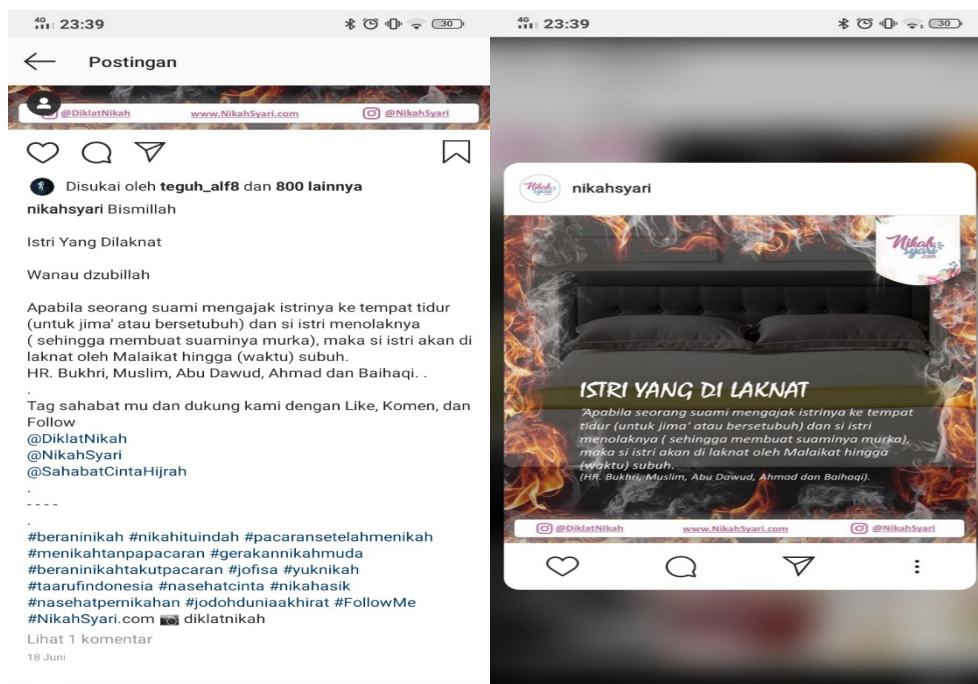 4G 23:39
30
Postingan
@DiklatNikah www.NikahSyari.com @NikahSyari
Disukai oleh teguh_alf8 dan 800 lainnya
nikahsyari Bismillah
Istri Yang Dilaknat
Wanau dzubillah
Apabila seorang suami mengajak istrinya ke tempat tidur
(untuk jima' atau bersetubuh) dan si istri menolaknya
( sehingga membuat suaminya murka), maka si istri akan di
laknat oleh Malaikat hingga (waktu) subuh.
HR. Bukhri, Muslim, Abu Dawud, Ahmad dan Baihaqi. .
.
Tag sahabat mu dan dukung kami dengan Like, Komen, dan
Follow
@DiklatNikah
@NikahSyari
@SahabatCintaHijrah
.
- - - -
.
#beraninikah #nikahituindah #pacaransetelahmenikah
#menikahtanpapacaran #gerakannikahmuda
#beraninikahtakutpacaran #jofisa #yuknikah
#taarufindonesia #nasehatcinta #nikahasik
#nasehatpernikahan #jodohduniaakhirat #FollowMe
#NikahSyari.com 📷 diklatnikah
Lihat 1 komentar
18 Juni
4G 23:39
30
Nikah syari
nikahsyari
Nikah syari .com
ISTRI YANG DI LAKNAT
"Apabila seorang suami mengajak istrinya ke tempat
tidur (untuk jima' atau bersetubuh) dan si istri
menolaknya ( sehingga membuat suaminya murka),
maka si istri akan di laknat oleh Malaikat hingga
(waktu) subuh.
(HR. Bukhri, Muslim, Abu Dawud, Ahmad dan Baihaqi).
@DiklatNikah www.NikahSyari.com @NikahSyari